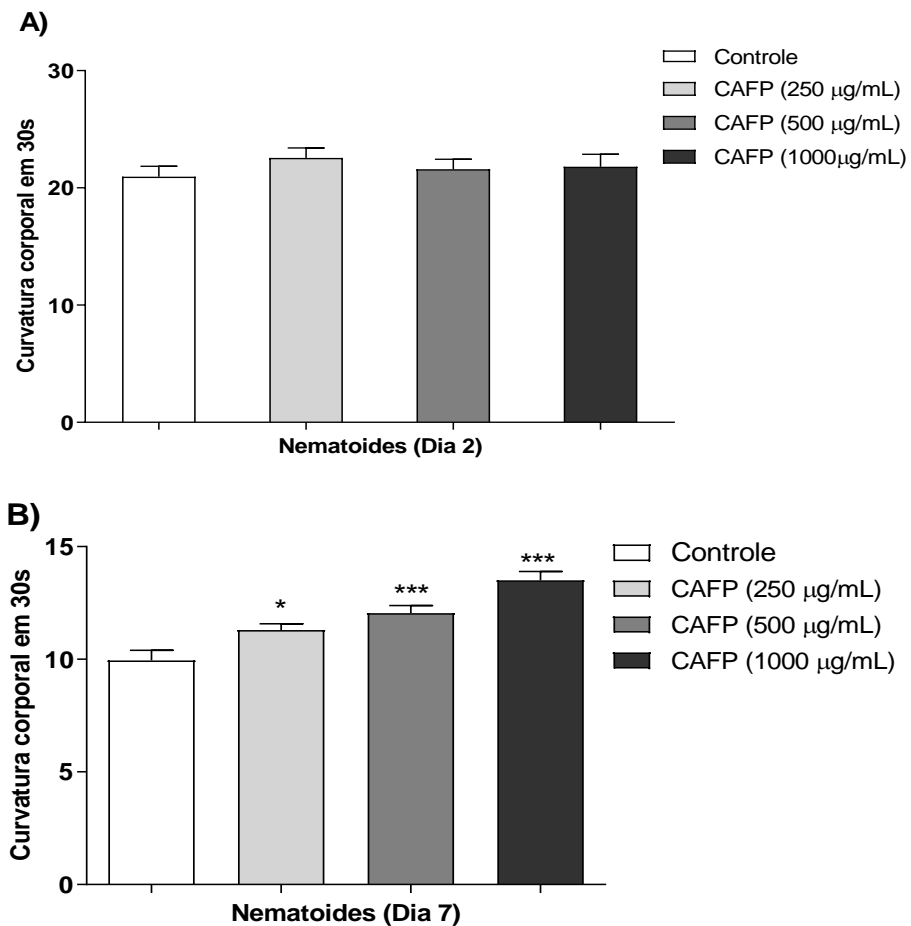 A)
Curvatura corporal em 30s
30
20
10
0
Nematoides (Dia 2)
Controle
CAFP (250 μg/mL)
CAFP (500 μg/mL)
CAFP (1000μg/mL)
B)
Curvatura corporal em 30s
15
10
5
0
*
***
***
Nematoides (Dia 7)
Controle
CAFP (250 μg/mL)
CAFP (500 μg/mL)
CAFP (1000 μg/mL)